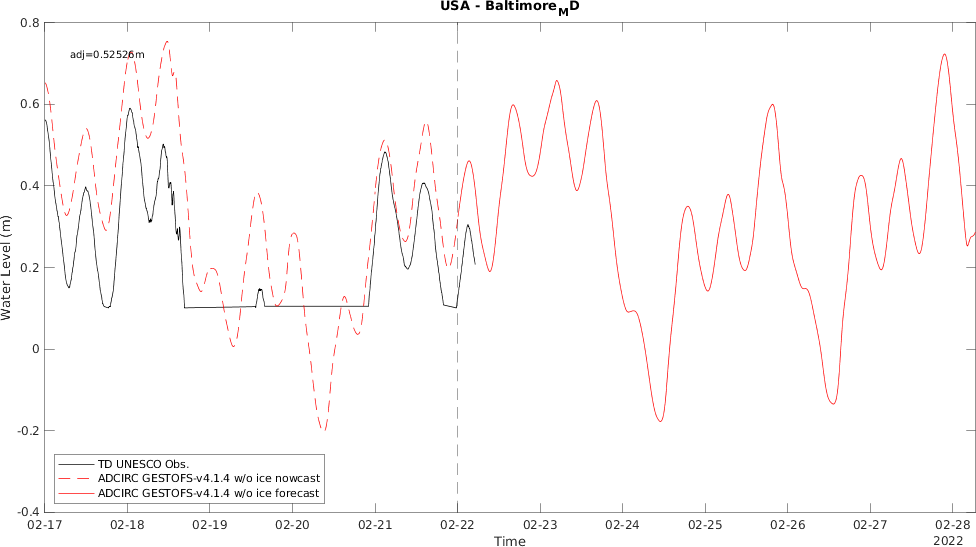 USA - Baltimore_MD
adj=0.52526m
0.8
0.6
0.4
0.2
0
-0.2
-0.4
Water Level (m)
TD UNESCO Obs.
ADCIRC GESTOFS-v4.1.4 w/o ice nowcast
ADCIRC GESTOFS-v4.1.4 w/o ice forecast
02-17 02-18 02-19 02-20 02-21 02-22 02-23 02-24 02-25 02-26 02-27 02-28
Time 2022